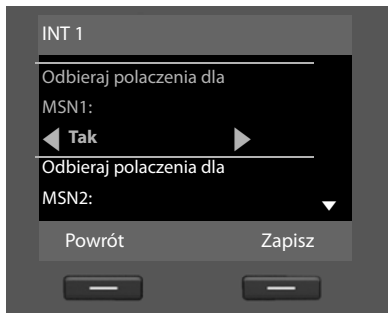 INT 1
Odbieraj polaczenia dla
MSN1:
Tak
Odbieraj polaczenia dla
MSN2:
Powrót Zapisz